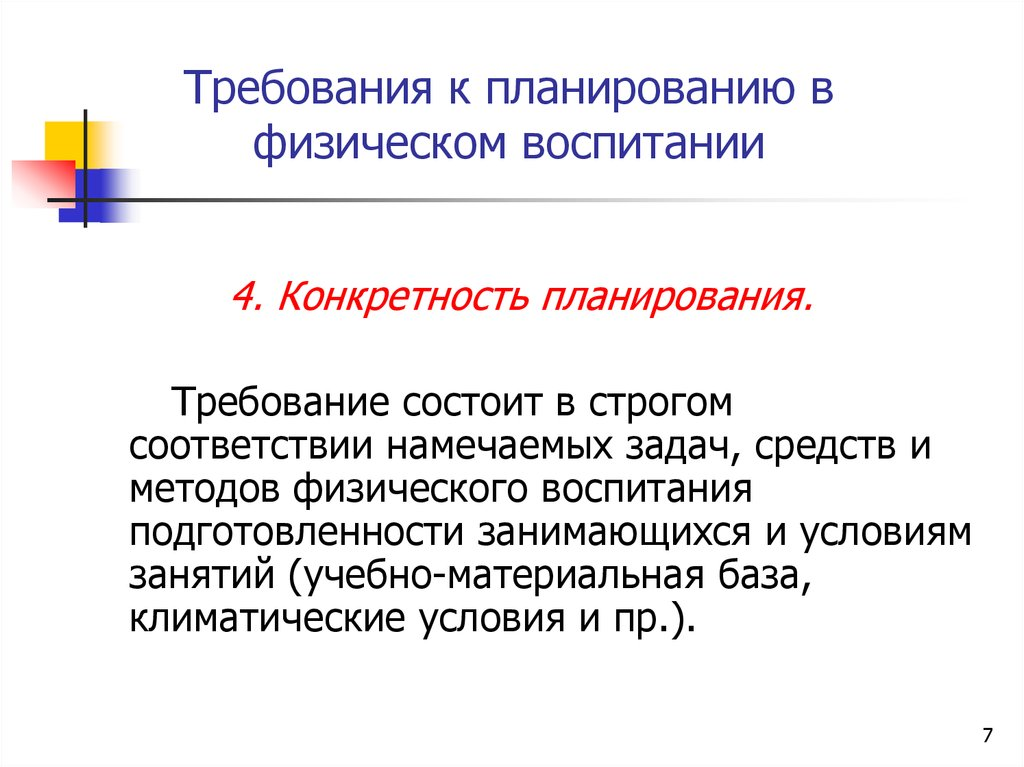 Требования к планированию в
физическом воспитании
4. Конкретность планирования.
Требование состоит в строгом
соответствии намечаемых задач, средств и
методов физического воспитания
подготовленности занимающихся и условиям
занятий (учебно-материальная база,
климатические условия и пр.).
7